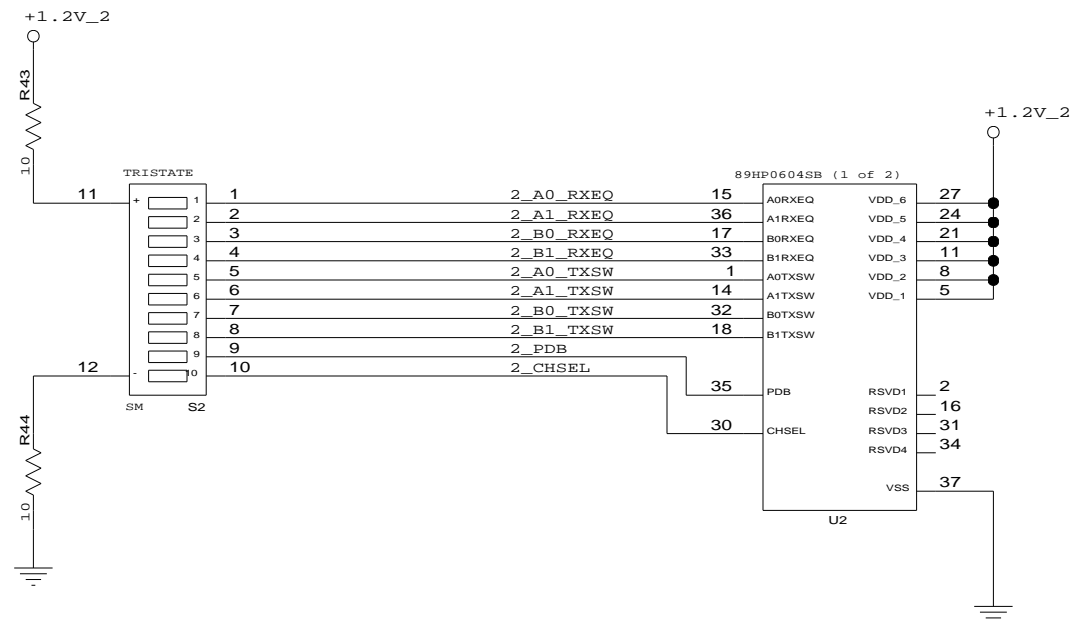 +1.2V_2
R43
10
+1.2V_2
TRISTATE
89HP0604SB (1 of 2)
11 + 1 1 2_A0_RXEQ 15 A0RXEQ VDD_6 27
2 2 2_A1_RXEQ 36 A1RXEQ VDD_5 24
3 3 2_B0_RXEQ 17 B0RXEQ VDD_4 21
4 4 2_B1_RXEQ 33 B1RXEQ VDD_3 11
5 5 2_A0_TXSW 1 A0TXSW VDD_2 8
6 6 2_A1_TXSW 14 A1TXSW VDD_1 5
7 7 2_B0_TXSW 32 B0TXSW
8 8 2_B1_TXSW 18 B1TXSW
9 9 2_PDB
12 - 10 10 2_CHSEL
35 PDB RSVD1 2
SM S2
RSVD2 16
R44
30 CHSEL RSVD3 31
RSVD4 34
VSS 37
10
U2